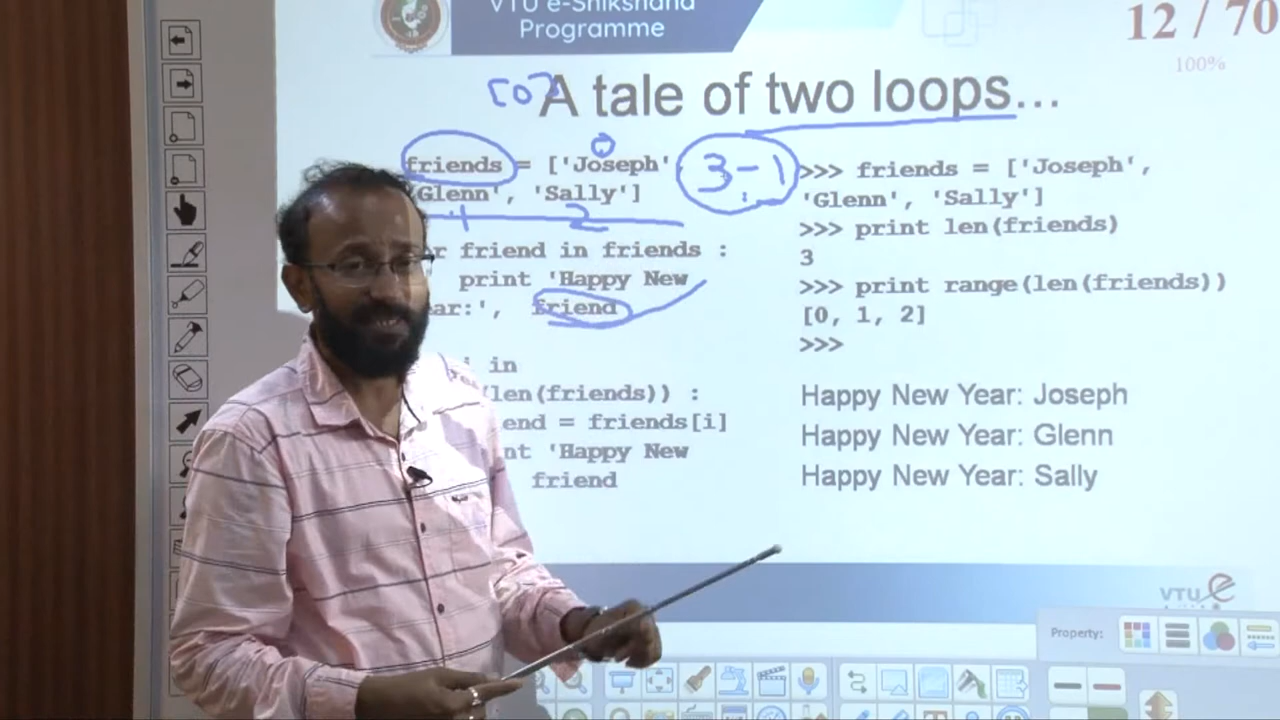 VTU e-Shikshana
Programme
12 / 70
100%
[0]
A tale of two loops...
0
friends = ['Joseph'
'Glenn', 'Sally']
1 2
3-1
friend in friends :
print 'Happy New
ar:', friend
i in
(len(friends)) :
end = friends[i]
nt 'Happy New
friend
>>> friends = ['Joseph',
'Glenn', 'Sally']
>>> print len(friends)
3
>>> print range(len(friends))
[0, 1, 2]
>>>
Happy New Year: Joseph
Happy New Year: Glenn
Happy New Year: Sally
VTU e
Property: